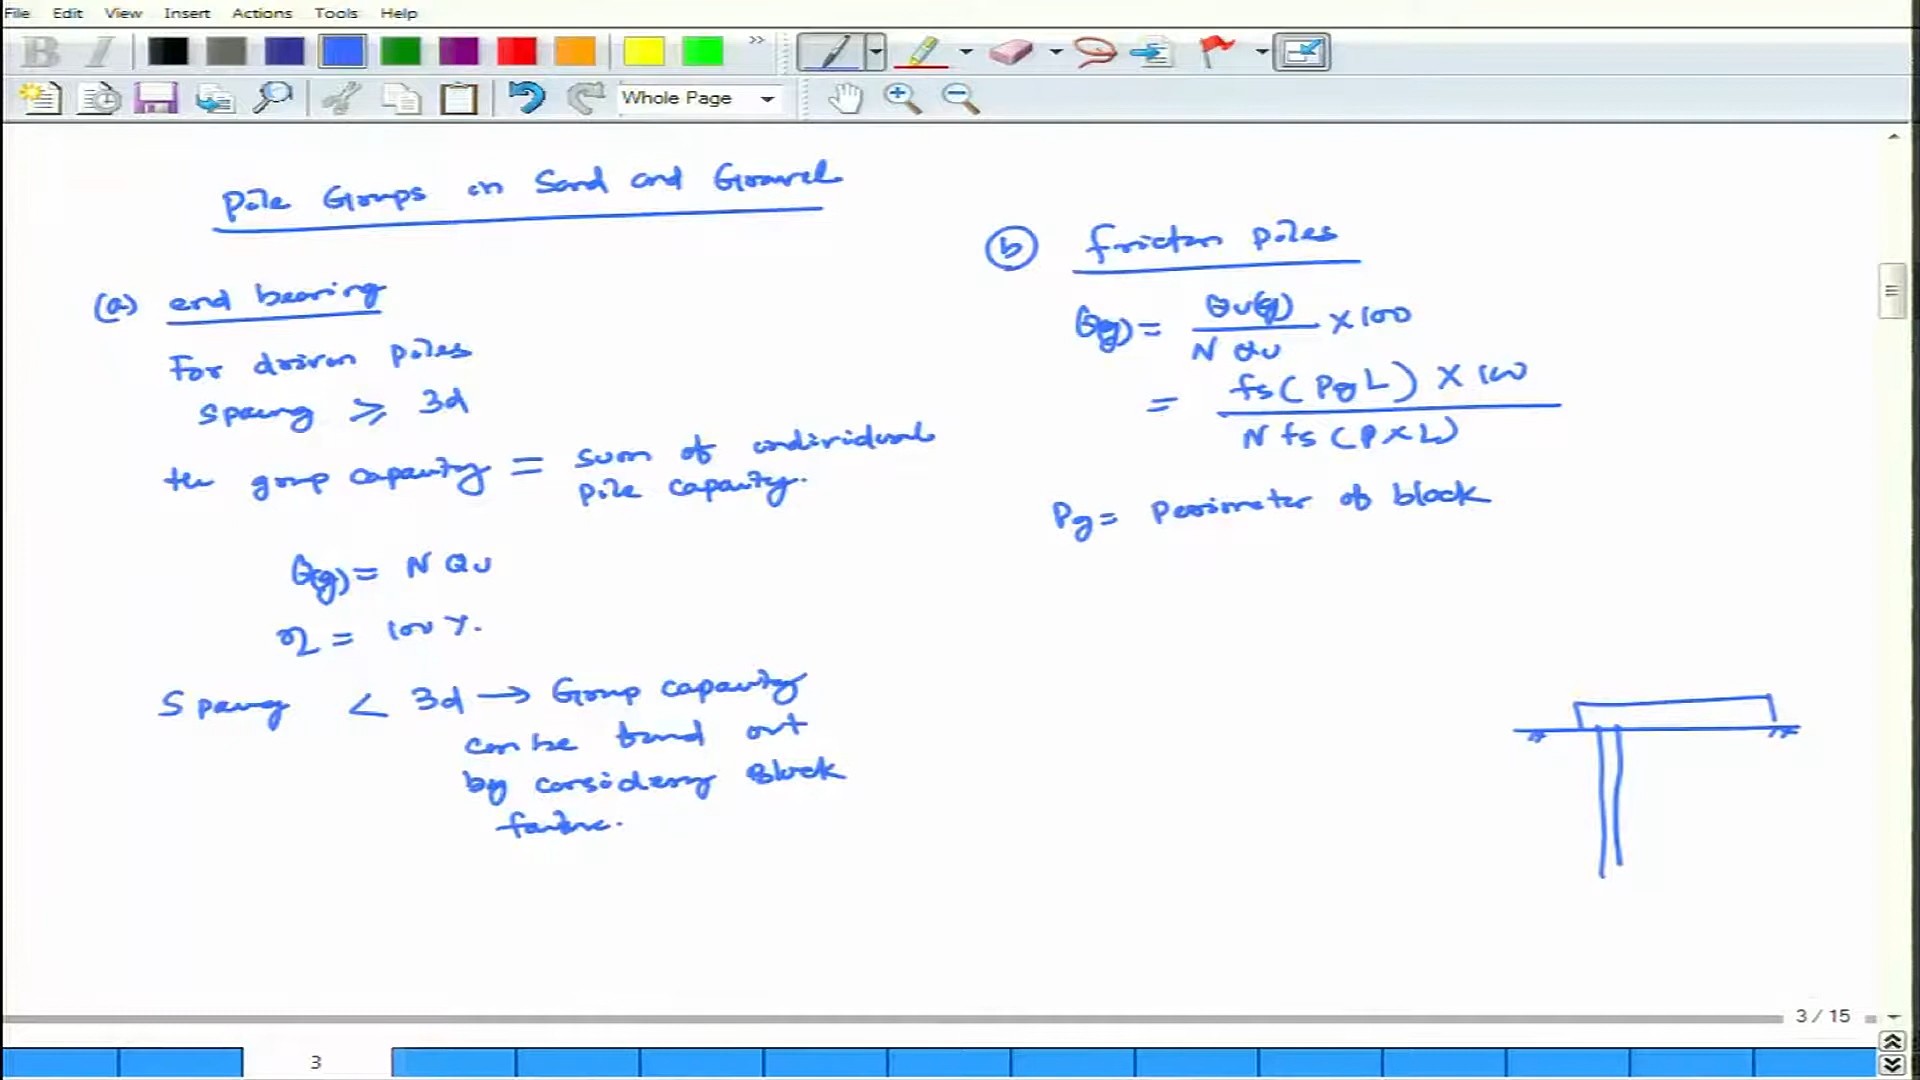 File Edit View Insert Actions Tools Help
Whole Page
Pile Groups in Sand and Gravel
(a) end bearing
For driven piles
spacing ≥ 3d
the group capacity = sum of individual
pile capacity.
Q(g) = N Qu
η = 100 %.
Spacing < 3d → Group capacity
can be found out
by considering Block
failure.
(b) friction piles
Q(g) = Qu(g) / N Qu × 100
= fs (Pg L) × 100 / N fs (P × L)
Pg = Perimeter of block
3 / 15
3